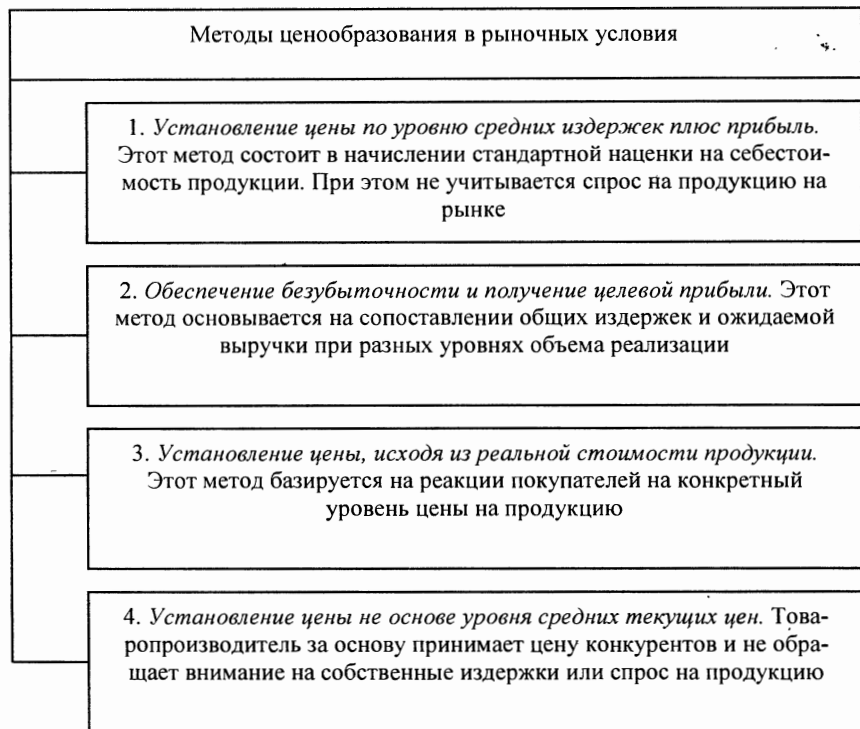 Методы ценообразования в рыночных условия
1. Установление цены по уровню средних издержек плюс прибыль.
Этот метод состоит в начислении стандартной наценки на себестои-
мость продукции. При этом не учитывается спрос на продукцию на
рынке
2. Обеспечение безубыточности и получение целевой прибыли. Этот
метод основывается на сопоставлении общих издержек и ожидаемой
выручки при разных уровнях объема реализации
3. Установление цены, исходя из реальной стоимости продукции.
Этот метод базируется на реакции покупателей на конкретный
уровень цены на продукцию
4. Установление цены не основе уровня средних текущих цен. Това-
ропроизводитель за основу принимает цену конкурентов и не обра-
щает внимание на собственные издержки или спрос на продукцию